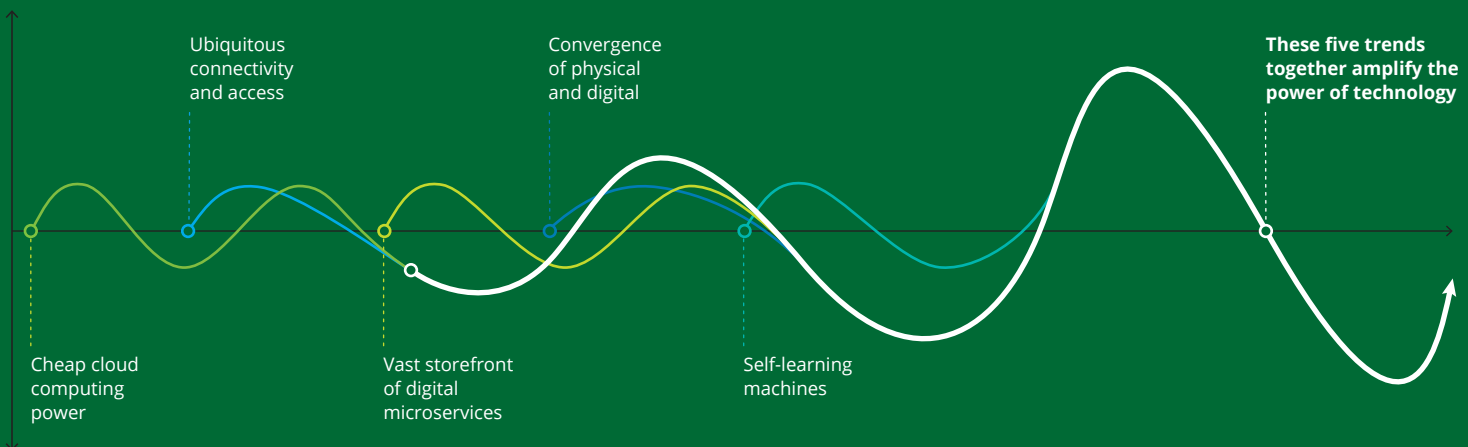 Ubiquitous
connectivity
and access
Convergence
of physical
and digital
These five trends
together amplify the
power of technology
Cheap cloud
computing
power
Vast storefront
of digital
microservices
Self-learning
machines